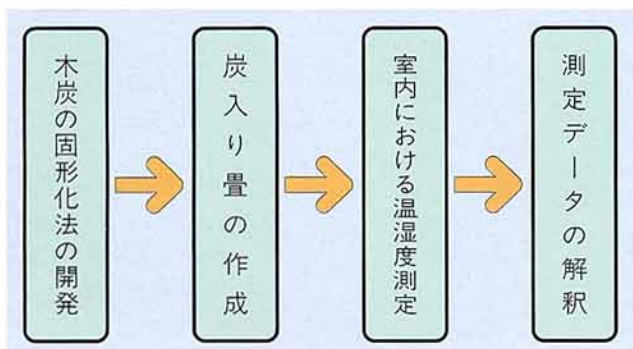 木炭の固形化法の開発
炭入り畳の作成
室内における温湿度測定
測定データの解釈